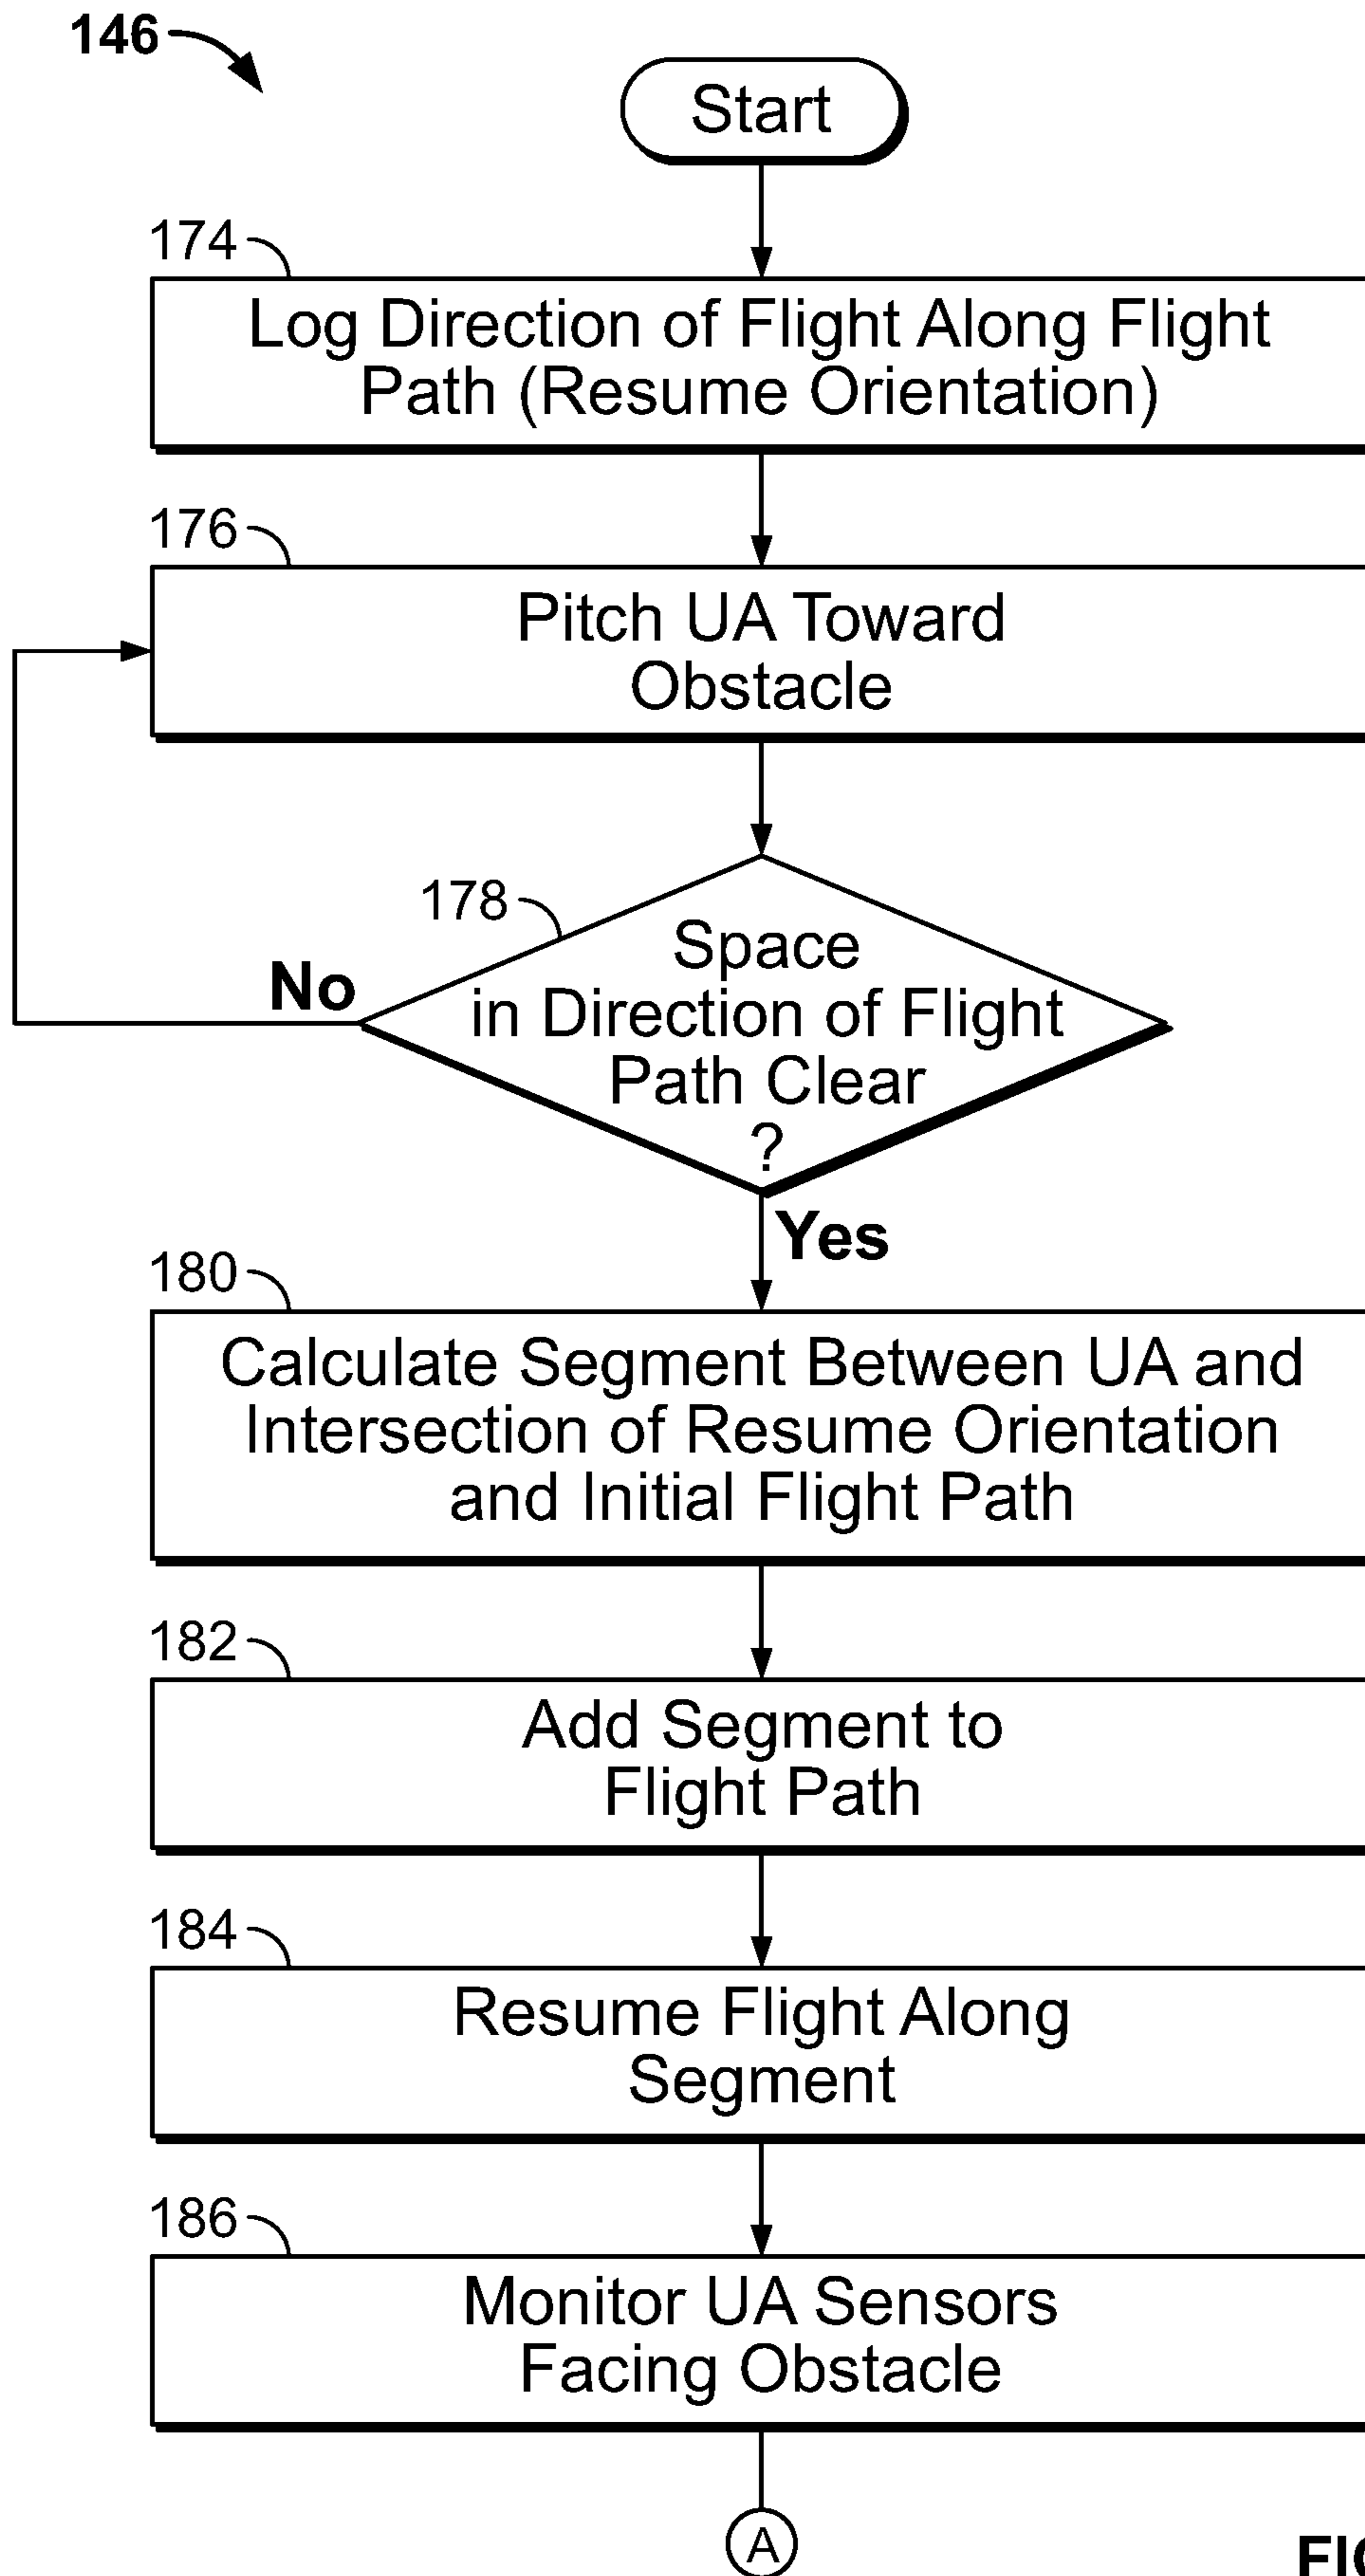 146
Start
174
Log Direction of Flight Along Flight
Path (Resume Orientation)
176
Pitch UA Toward
Obstacle
178
Space
in Direction of Flight
Path Clear
?
No
Yes
180
Calculate Segment Between UA and
Intersection of Resume Orientation
and Initial Flight Path
182
Add Segment to
Flight Path
184
Resume Flight Along
Segment
186
Monitor UA Sensors
Facing Obstacle
A